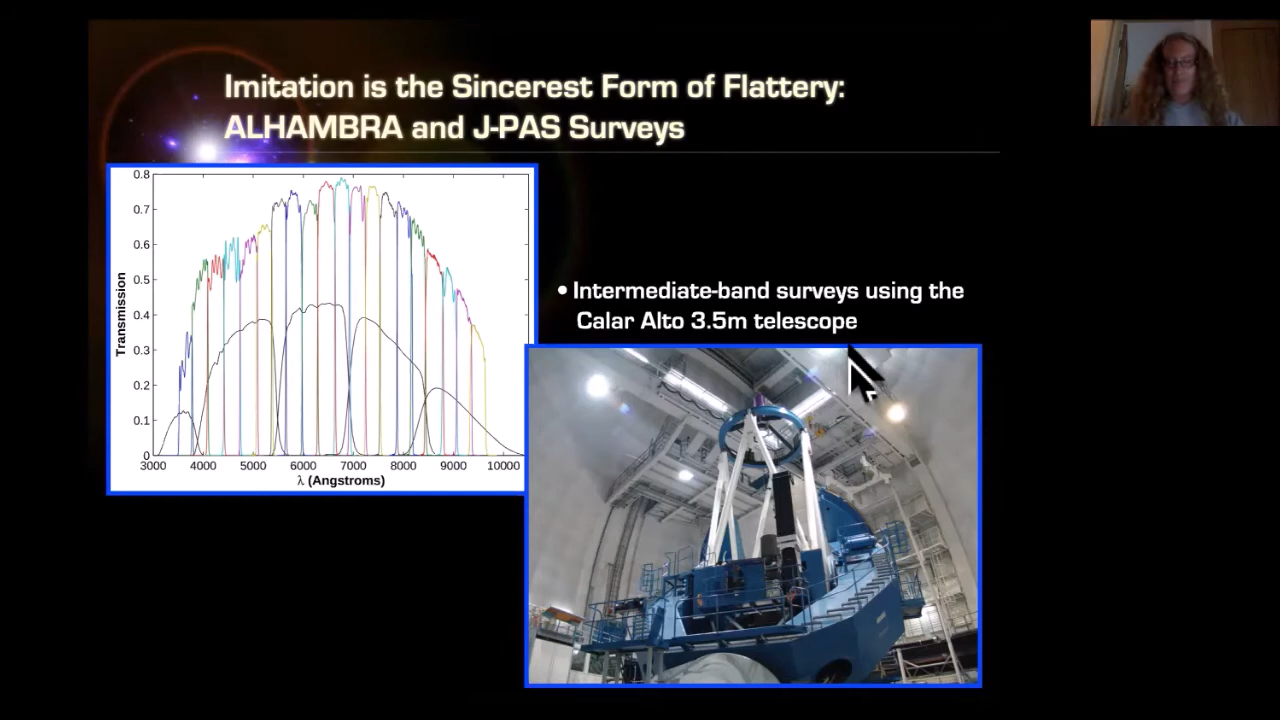 Imitation is the Sincerest Form of Flattery:
ALHAMBRA and J-PAS Surveys
0.8
0.7
0.6
0.5
0.4
0.3
0.2
0.1
0
Transmission
3000 4000 5000 6000 7000 8000 9000 10000
λ (Angstroms)
• Intermediate-band surveys using the
Calar Alto 3.5m telescope